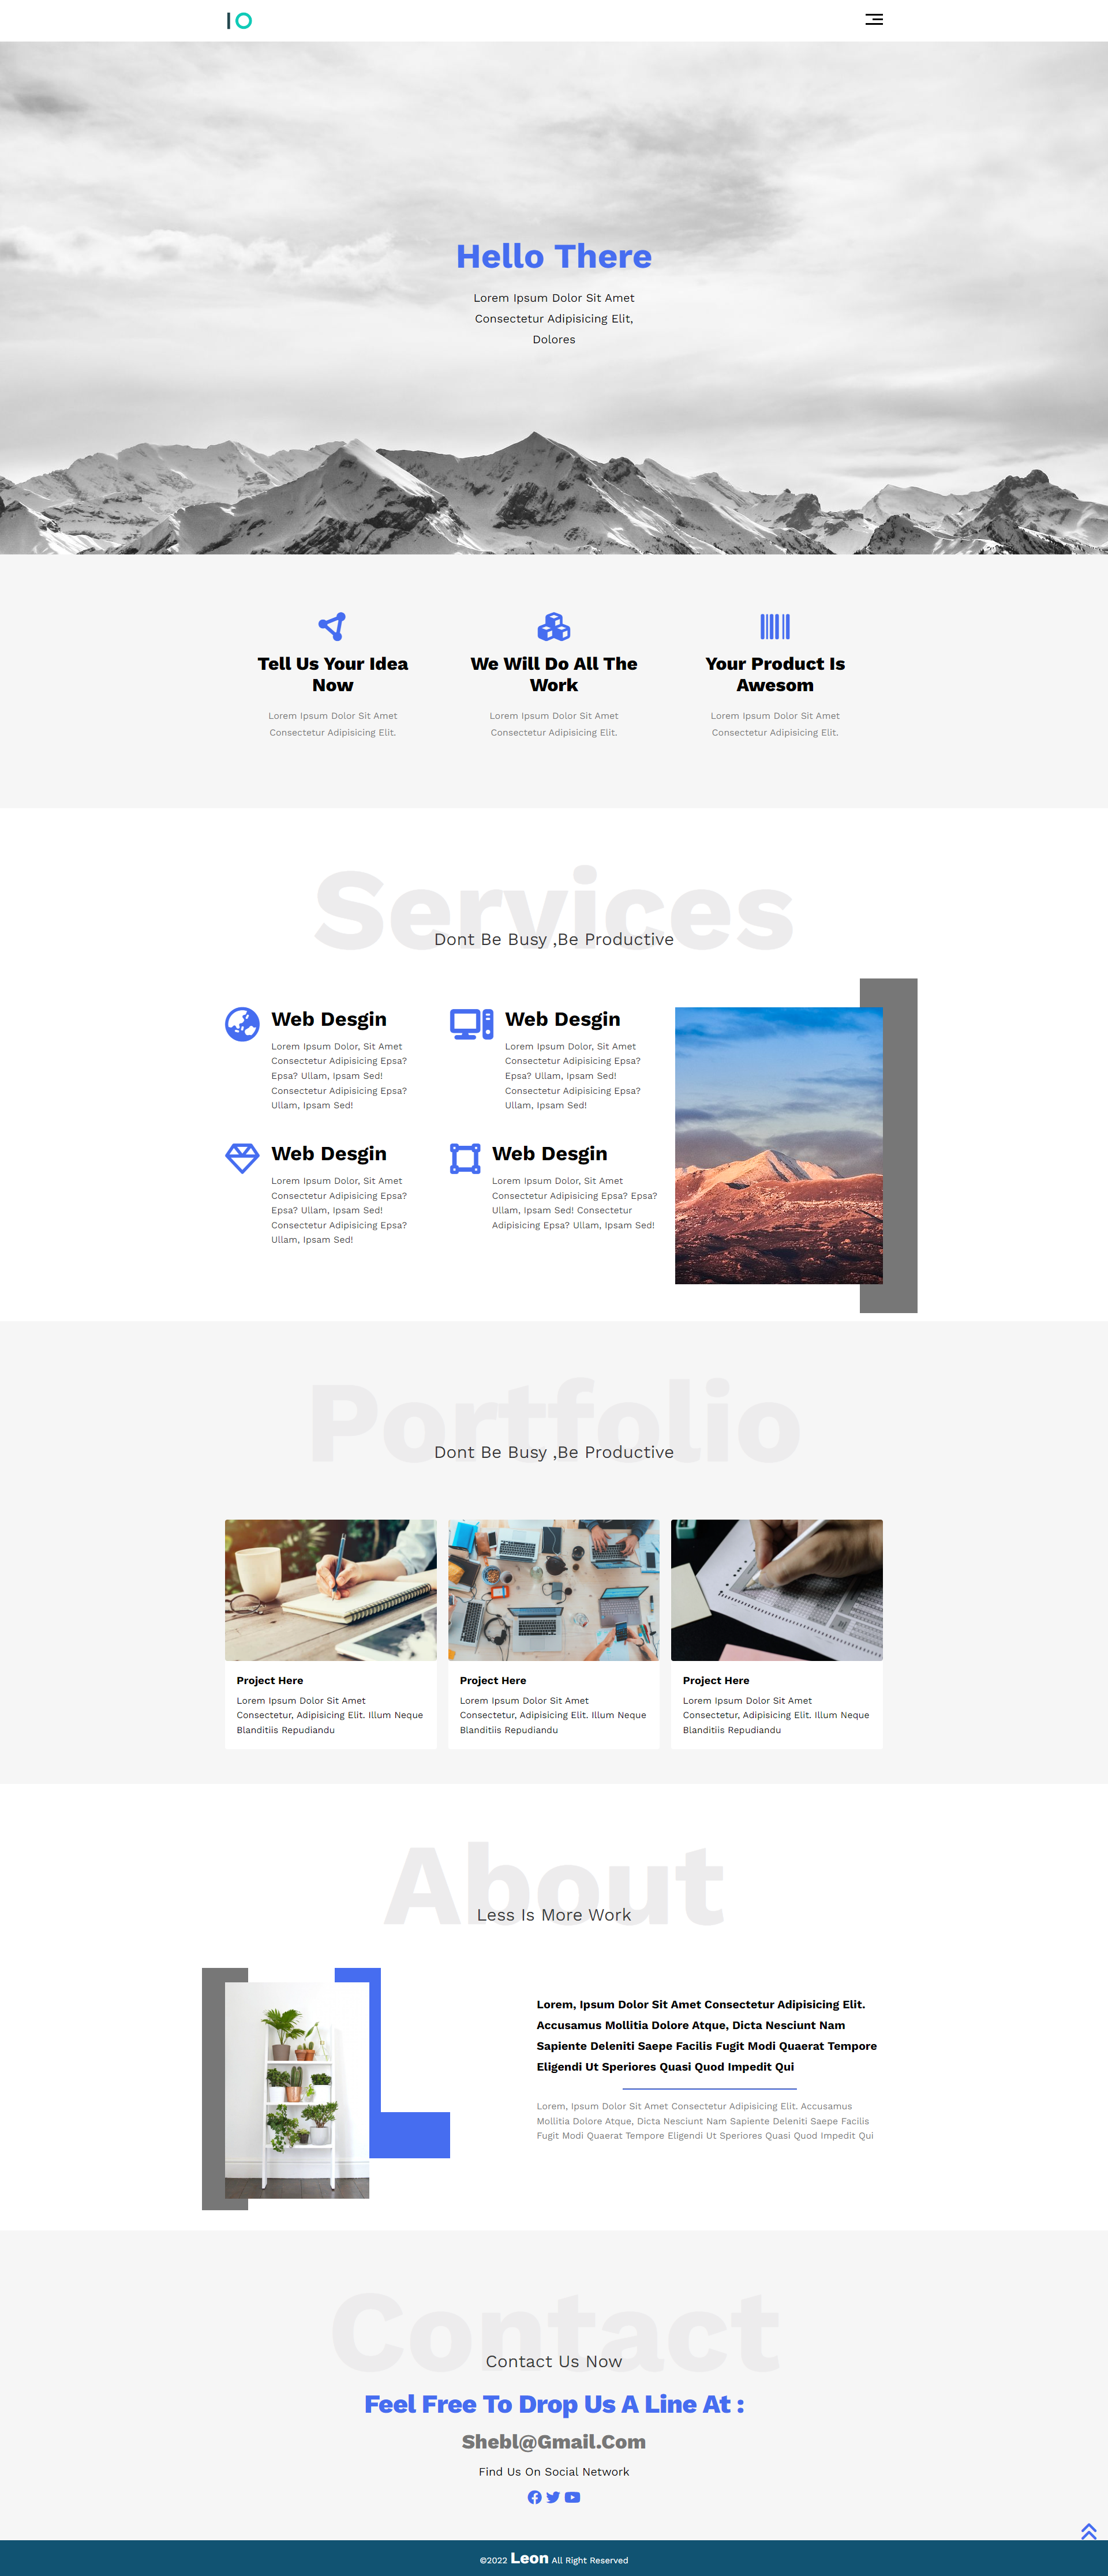 IO
Hello There
Lorem Ipsum Dolor Sit Amet
Consectetur Adipisicing Elit,
Dolores
Tell Us Your Idea
Now
Lorem Ipsum Dolor Sit Amet
Consectetur Adipisicing Elit.
We Will Do All The
Work
Lorem Ipsum Dolor Sit Amet
Consectetur Adipisicing Elit.
Your Product Is
Awesom
Lorem Ipsum Dolor Sit Amet
Consectetur Adipisicing Elit.
Services
Dont Be Busy ,Be Productive
Web Desgin
Lorem Ipsum Dolor, Sit Amet
Consectetur Adipisicing Epsa?
Epsa? Ullam, Ipsam Sed!
Consectetur Adipisicing Epsa?
Ullam, Ipsam Sed!
Web Desgin
Lorem Ipsum Dolor, Sit Amet
Consectetur Adipisicing Epsa?
Epsa? Ullam, Ipsam Sed!
Consectetur Adipisicing Epsa?
Ullam, Ipsam Sed!
Web Desgin
Lorem Ipsum Dolor, Sit Amet
Consectetur Adipisicing Epsa?
Epsa? Ullam, Ipsam Sed!
Consectetur Adipisicing Epsa?
Ullam, Ipsam Sed!
Web Desgin
Lorem Ipsum Dolor, Sit Amet
Consectetur Adipisicing Epsa? Epsa?
Ullam, Ipsam Sed! Consectetur
Adipisicing Epsa? Ullam, Ipsam Sed!
Portfolio
Dont Be Busy ,Be Productive
Project Here
Lorem Ipsum Dolor Sit Amet
Consectetur, Adipisicing Elit. Illum Neque
Blanditiis Repudiandu
Project Here
Lorem Ipsum Dolor Sit Amet
Consectetur, Adipisicing Elit. Illum Neque
Blanditiis Repudiandu
Project Here
Lorem Ipsum Dolor Sit Amet
Consectetur, Adipisicing Elit. Illum Neque
Blanditiis Repudiandu
About
Less Is More Work
Lorem, Ipsum Dolor Sit Amet Consectetur Adipisicing Elit.
Accusamus Mollitia Dolore Atque, Dicta Nesciunt Nam
Sapiente Deleniti Saepe Facilis Fugit Modi Quaerat Tempore
Eligendi Ut Speriores Quasi Quod Impedit Qui
Lorem, Ipsum Dolor Sit Amet Consectetur Adipisicing Elit. Accusamus
Mollitia Dolore Atque, Dicta Nesciunt Nam Sapiente Deleniti Saepe Facilis
Fugit Modi Quaerat Tempore Eligendi Ut Speriores Quasi Quod Impedit Qui
Contact
Contact Us Now
Feel Free To Drop Us A Line At :
Shebl@Gmail.Com
Find Us On Social Network
©2022 Leon All Right Reserved